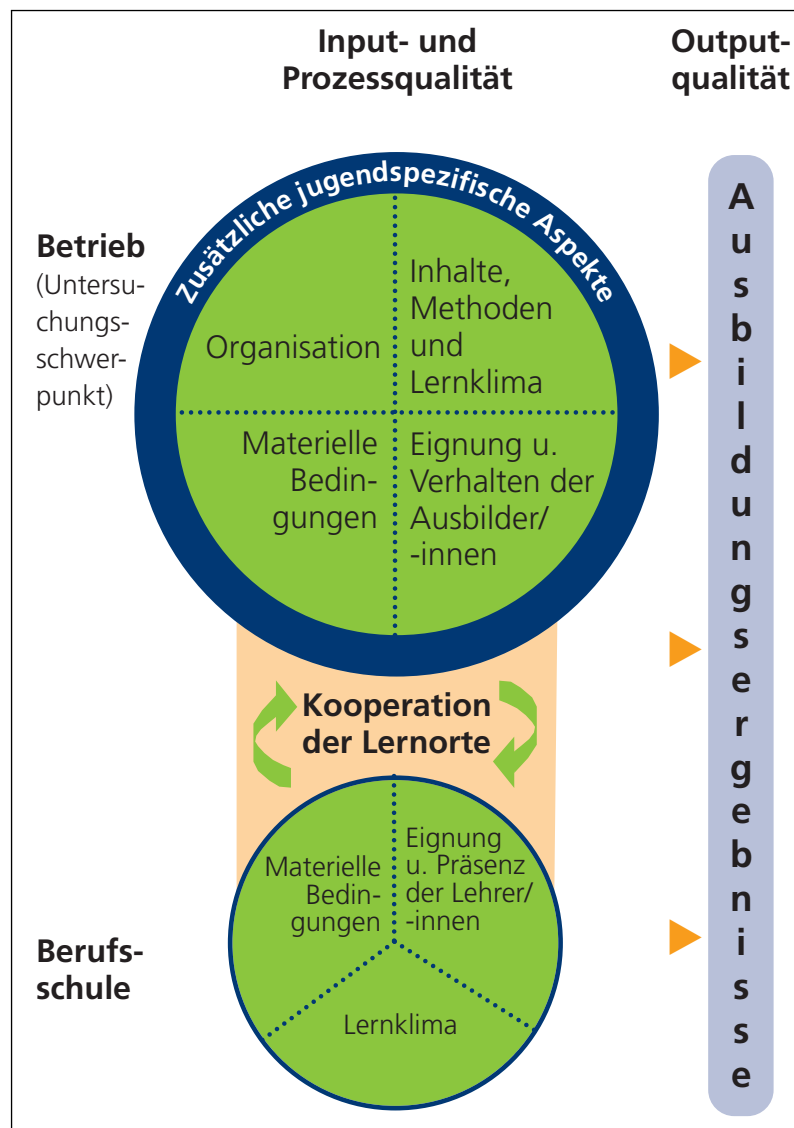 Input- und
Prozessqualität
Output-
qualität
Zusätzliche jugendspezifische Aspekte
Betrieb
(Untersu-
chungs-
schwer-
punkt)
Organisation
Inhalte,
Methoden
und
Lernklima
Materielle
Bedin-
gungen
Eignung u.
Verhalten der
Ausbilder/
-innen
Kooperation
der Lernorte
Berufs-
schule
Materielle
Bedin-
gungen
Eignung
u. Präsenz
der Lehrer/
-innen
Lernklima
Ausbildungsergebnisse